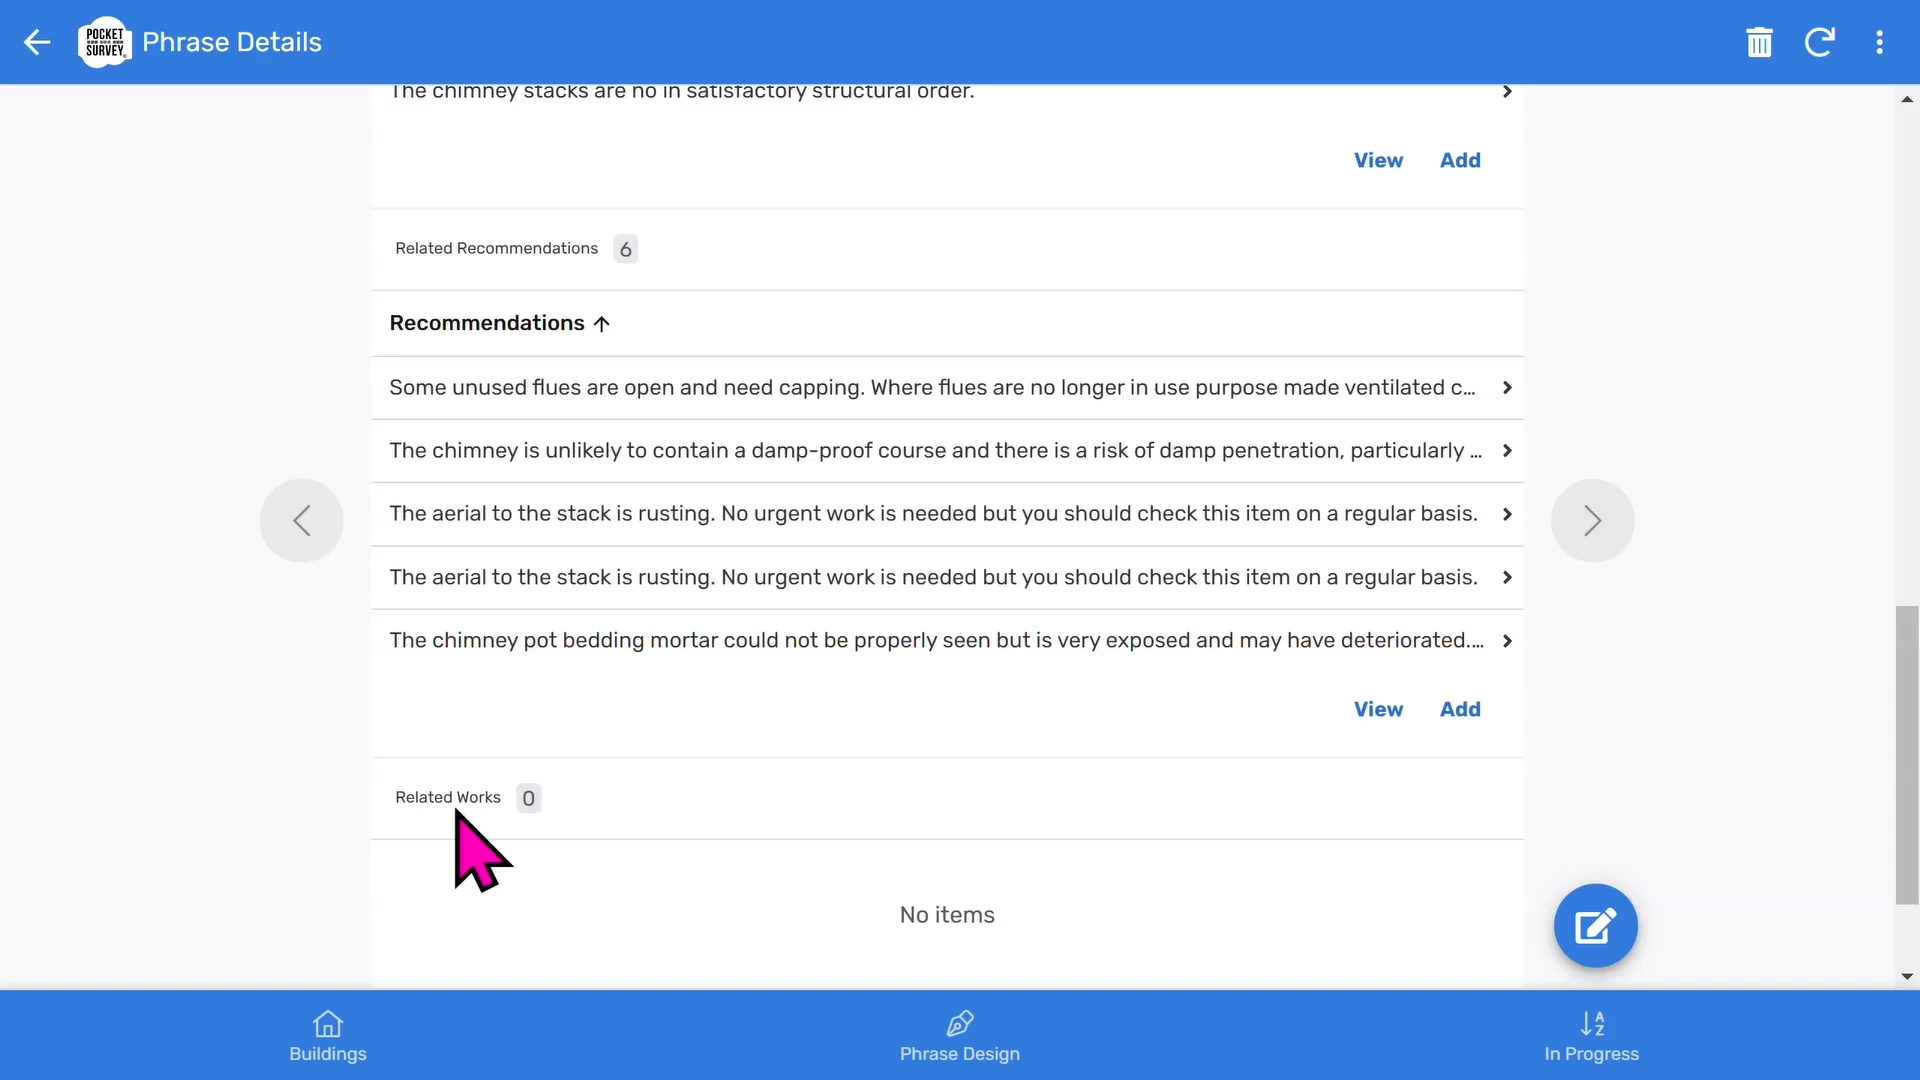 POCKET
SURVEY
Phrase Details
The chimney stacks are no in satisfactory structural order.
View Add
Related Recommendations 6
Recommendations
Some unused flues are open and need capping. Where flues are no longer in use purpose made ventilated c...
The chimney is unlikely to contain a damp-proof course and there is a risk of damp penetration, particularly ...
The aerial to the stack is rusting. No urgent work is needed but you should check this item on a regular basis.
The aerial to the stack is rusting. No urgent work is needed but you should check this item on a regular basis.
The chimney pot bedding mortar could not be properly seen but is very exposed and may have deteriorated....
View Add
Related Works 0
No items
Buildings
Phrase Design
A
Z
In Progress